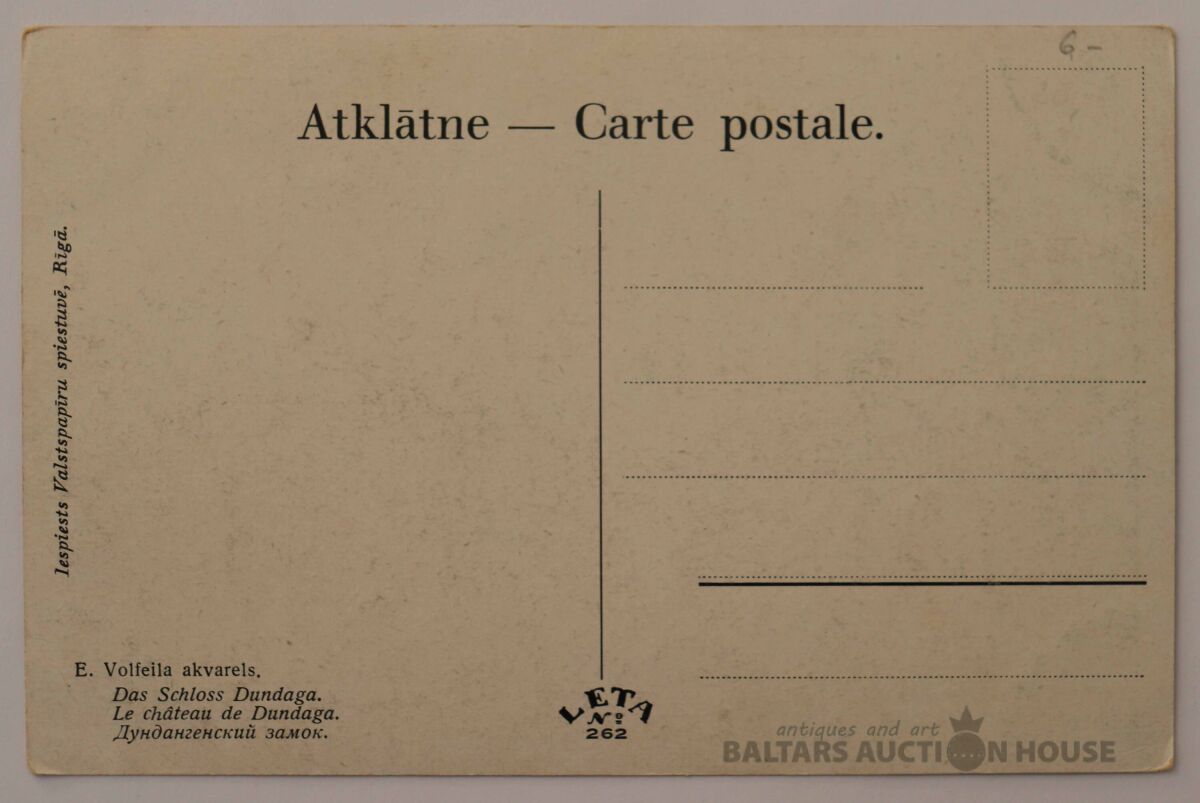 6 –
Atklātne — Carte postale.
Iespiests Valstspapīru spiestuvē, Rīgā.
E. Volfeila akvarels.
Das Schloss Dundaga.
Le château de Dundaga.
Дундангенский замок.
LETA
№
262
antiques and art
BALTARS AUCTION HOUSE